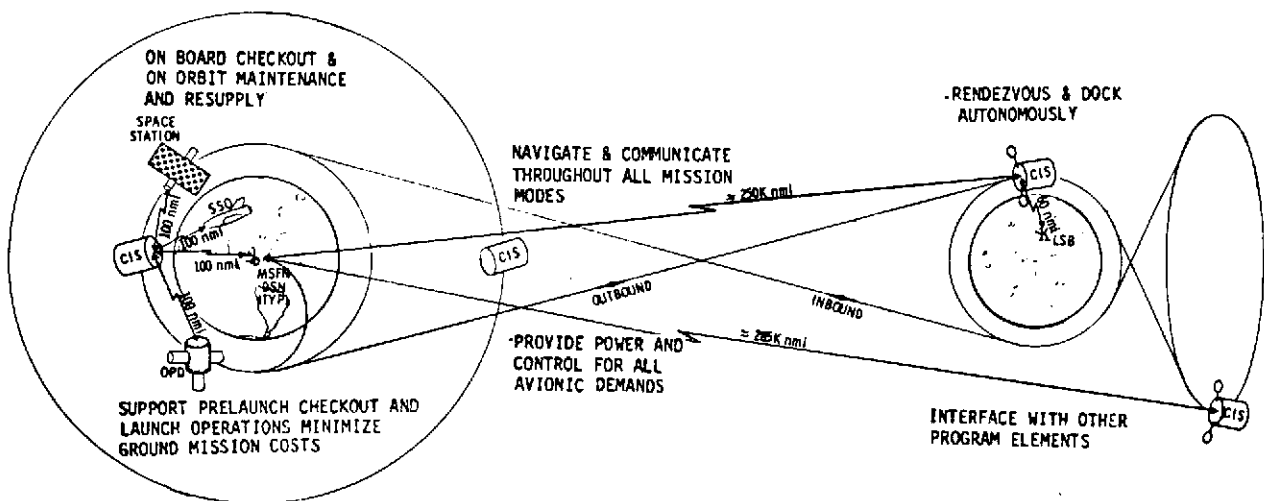 ON BOARD CHECKOUT &
ON ORBIT MAINTENANCE
AND RESUPPLY
SPACE
STATION
-RENDEZVOUS & DOCK
AUTONOMOUSLY
NAVIGATE & COMMUNICATE
THROUGHOUT ALL MISSION
MODES
≈ 250K nmi
CIS
60 nmi
LSB
100 nmi
SSO
100 nmi
CIS
100 nmi
MSFN
DSN
(TYP)
CIS
100 nmi
OUTBOUND
INBOUND
OPD
-PROVIDE POWER AND
CONTROL FOR ALL
AVIONIC DEMANDS
SUPPORT PRELAUNCH CHECKOUT AND
LAUNCH OPERATIONS MINIMIZE
GROUND MISSION COSTS
INTERFACE WITH OTHER
PROGRAM ELEMENTS
CIS